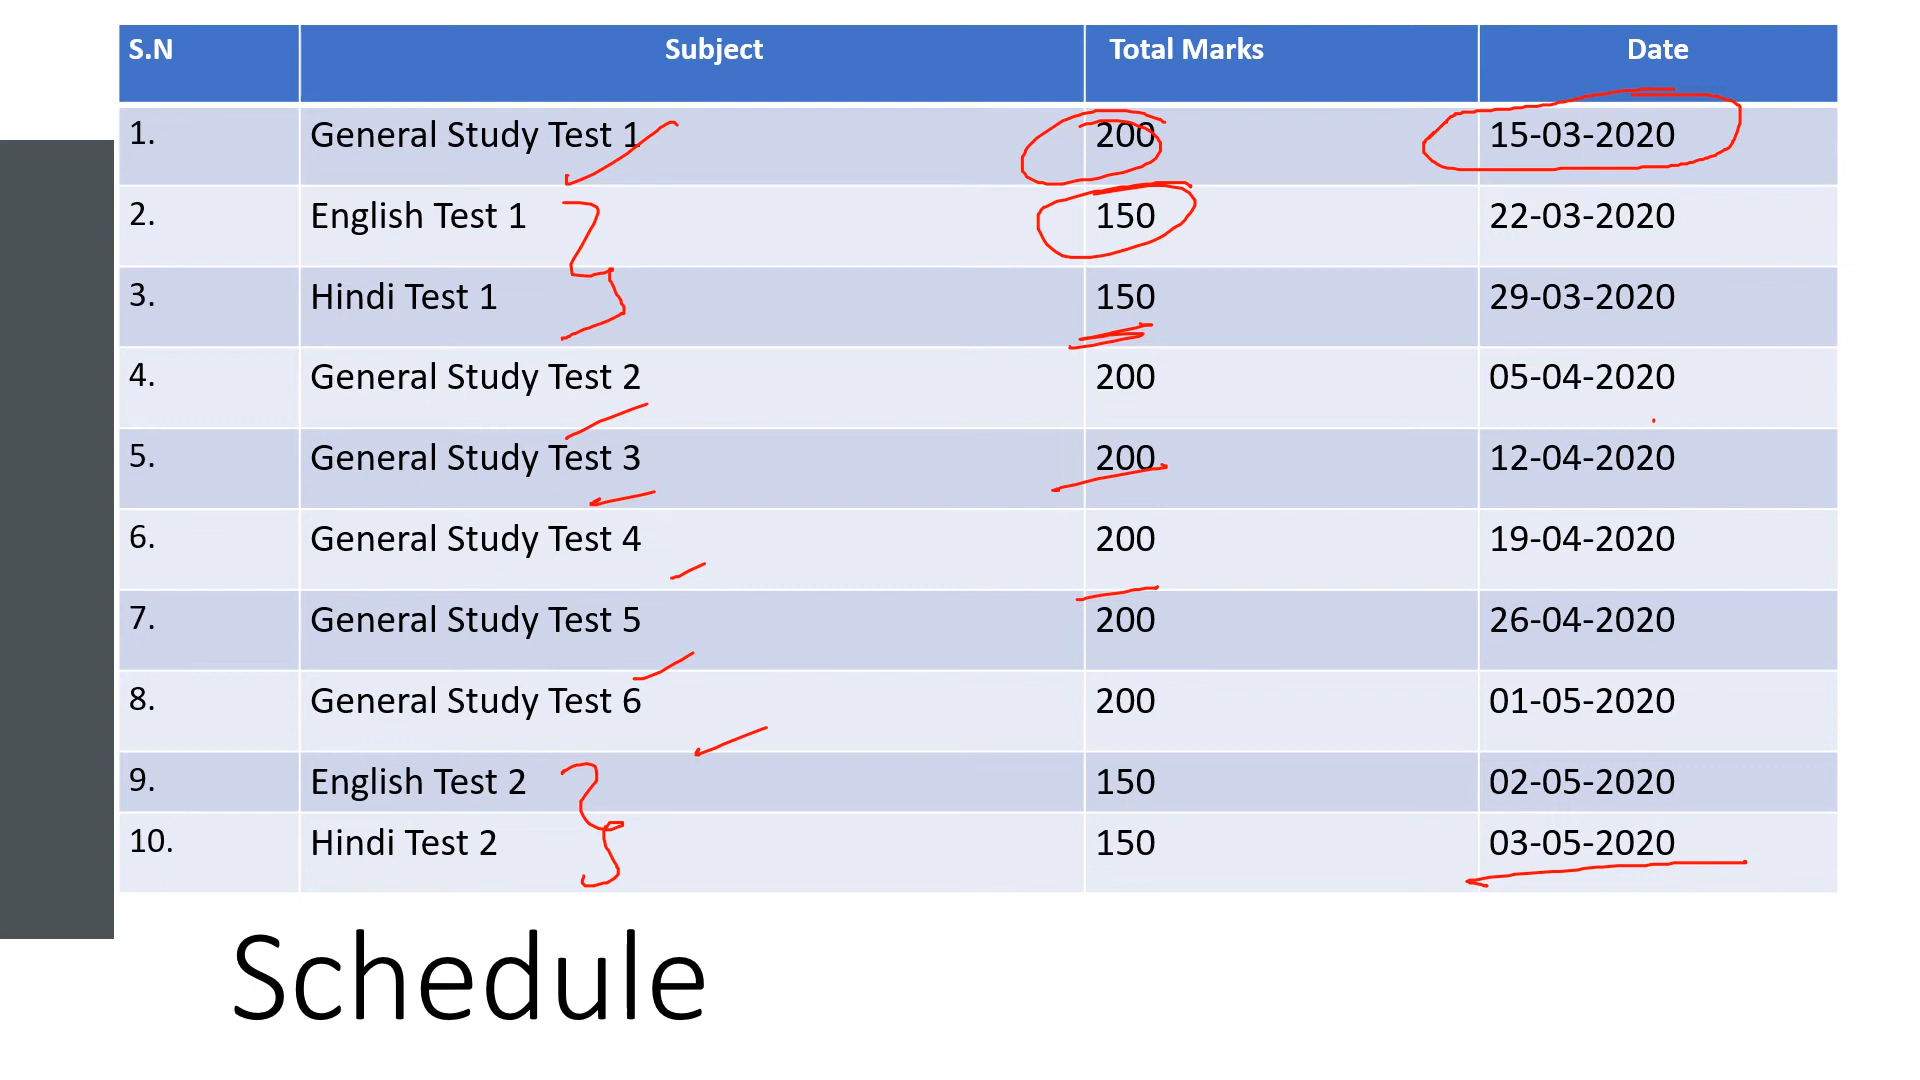 S.N Subject Total Marks Date
1. General Study Test 1 200 15-03-2020
2. English Test 1 150 22-03-2020
3. Hindi Test 1 150 29-03-2020
4. General Study Test 2 200 05-04-2020
5. General Study Test 3 200 12-04-2020
6. General Study Test 4 200 19-04-2020
7. General Study Test 5 200 26-04-2020
8. General Study Test 6 200 01-05-2020
9. English Test 2 150 02-05-2020
10. Hindi Test 2 150 03-05-2020
Schedule